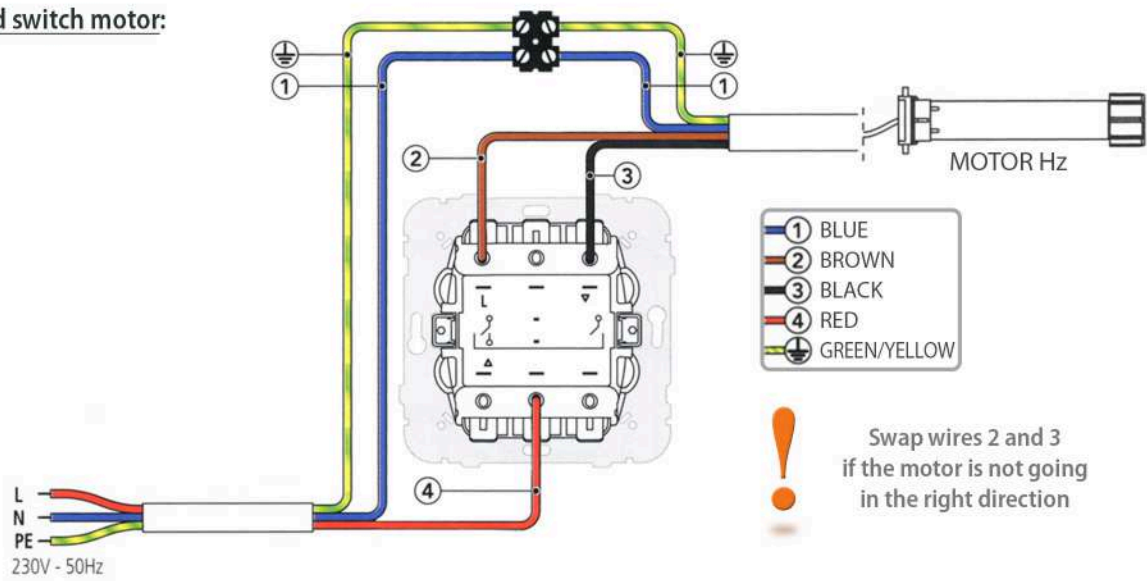 switch motor:
1
1
2
3
MOTOR Hz
1 BLUE
2 BROWN
3 BLACK
4 RED
GREEN/YELLOW
L
Swap wires 2 and 3
if the motor is not going
in the right direction
4
L
N
PE
230V - 50Hz